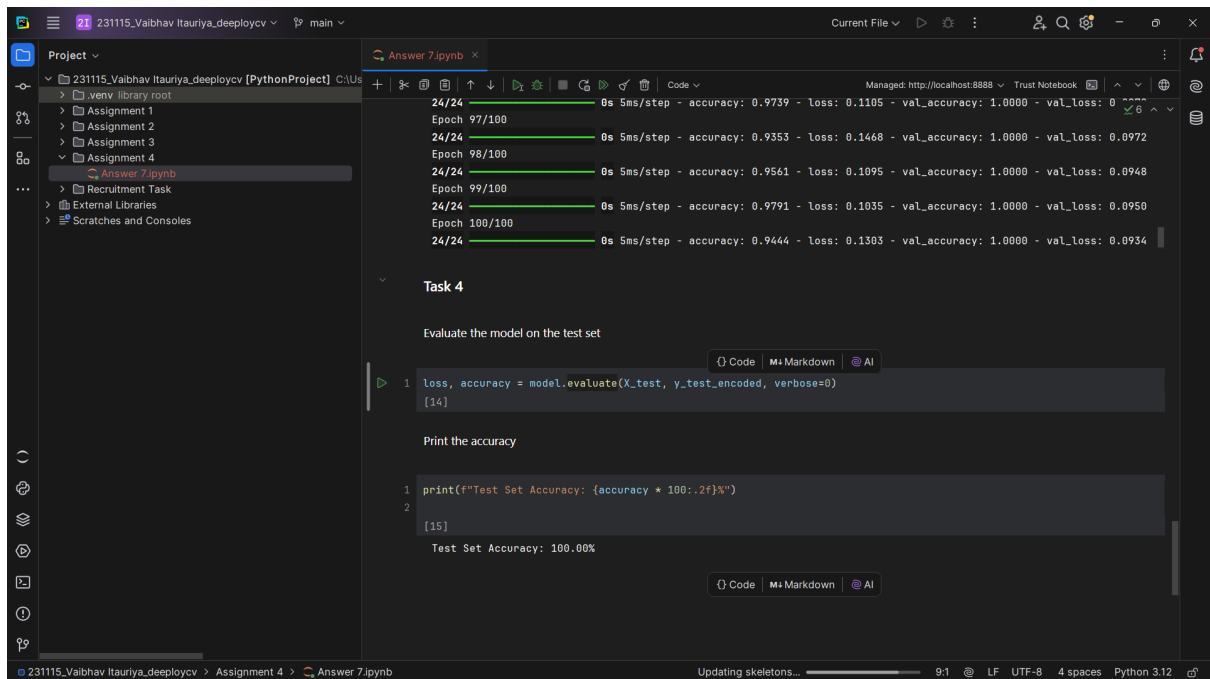 21 231115_Vaibhav Itauriya_deeploycv main Current File
Project
231115_Vaibhav Itauriya_deeploycv [PythonProject] C:\Us
.venv library root
Assignment 1
Assignment 2
Assignment 3
Assignment 4
Answer 7.ipynb
Recruitment Task
External Libraries
Scratches and Consoles
Answer 7.ipynb
Code Managed: http://localhost:8888 Trust Notebook
24/24 0s 5ms/step - accuracy: 0.9739 - loss: 0.1105 - val_accuracy: 1.0000 - val_loss: 0
6
Epoch 97/100
24/24 0s 5ms/step - accuracy: 0.9353 - loss: 0.1468 - val_accuracy: 1.0000 - val_loss: 0.0972
Epoch 98/100
24/24 0s 5ms/step - accuracy: 0.9561 - loss: 0.1095 - val_accuracy: 1.0000 - val_loss: 0.0948
Epoch 99/100
24/24 0s 5ms/step - accuracy: 0.9791 - loss: 0.1035 - val_accuracy: 1.0000 - val_loss: 0.0950
Epoch 100/100
24/24 0s 5ms/step - accuracy: 0.9444 - loss: 0.1303 - val_accuracy: 1.0000 - val_loss: 0.0934
Task 4
Evaluate the model on the test set
{} Code M↓ Markdown AI
1 loss, accuracy = model.evaluate(X_test, y_test_encoded, verbose=0)
[14]
Print the accuracy
1 print(f"Test Set Accuracy: {accuracy * 100:.2f}%")
2
[15]
Test Set Accuracy: 100.00%
{} Code M↓ Markdown AI
231115_Vaibhav Itauriya_deeploycv > Assignment 4 > Answer 7.ipynb Updating skeletons... 9:1 LF UTF-8 4 spaces Python 3.12